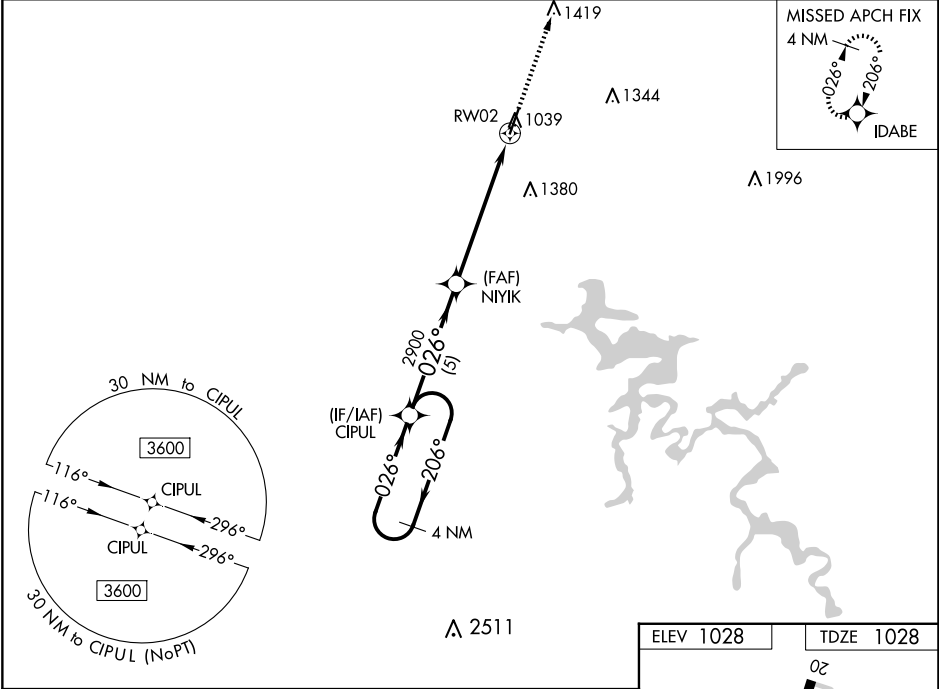 1419
MISSED APCH FIX
4 NM
026°
206°
IDABE
1344
RW02
1039
1380
1996
(FAF)
NIYIK
2900
026°
(5)
(IF/IAF)
CIPUL
026°
206°
4 NM
30 NM to CIPUL
3600
116°
CIPUL
296°
116°
CIPUL
296°
3600
30 NM to CIPUL (NoPT)
2511
ELEV 1028
TDZE 1028
20